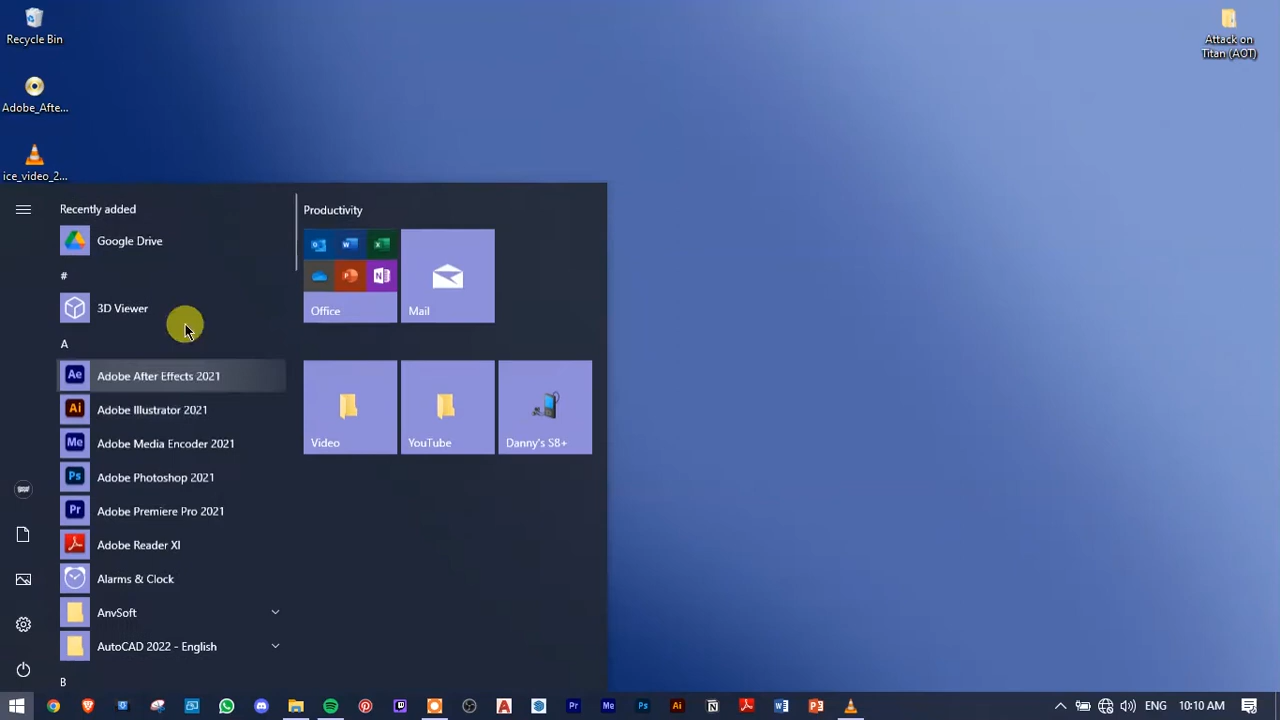 Recycle Bin
Adobe_Afte...
ice_video_2...
Attack on
Titan (AOT)
Recently added
Google Drive
#
3D Viewer
A
Adobe After Effects 2021
Adobe Illustrator 2021
Adobe Media Encoder 2021
Adobe Photoshop 2021
Adobe Premiere Pro 2021
Adobe Reader XI
Alarms & Clock
AnvSoft
AutoCAD 2022 - English
B
Productivity
Office
Mail
Video
YouTube
Danny's S8+
ENG
10:10 AM